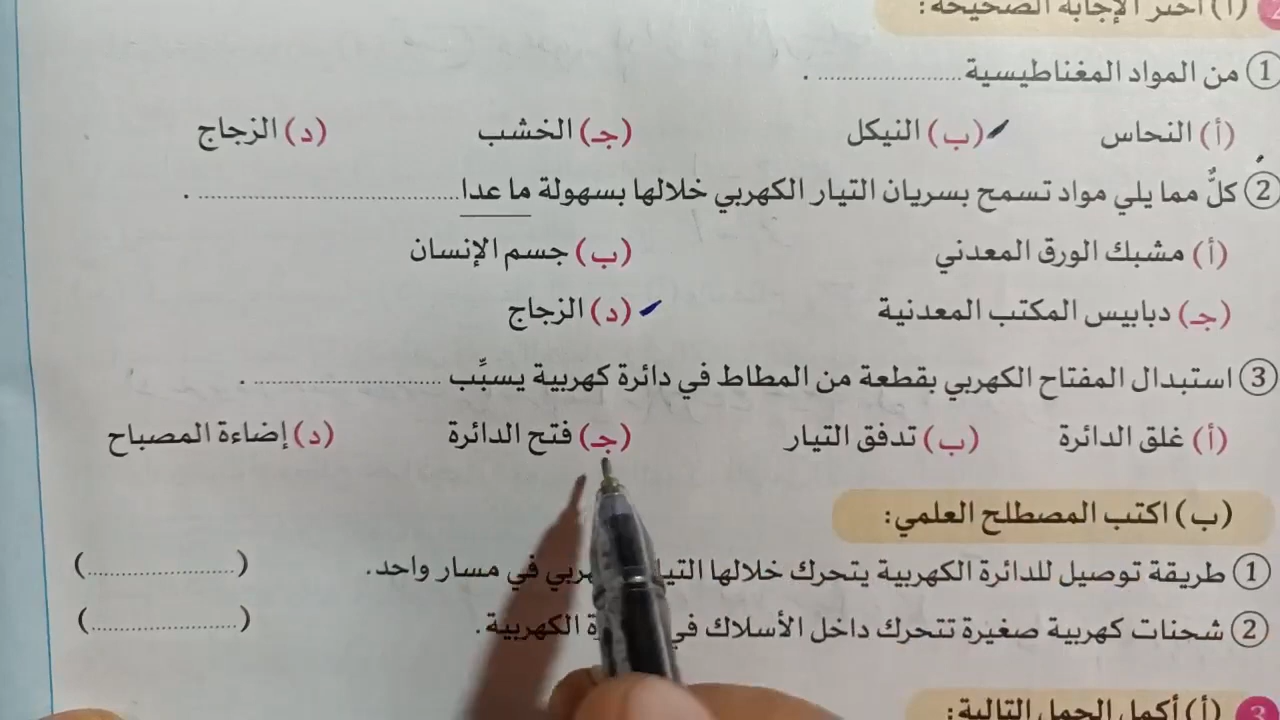 (أ) اختر الإجابة الصحيحة:
1 من المواد المغناطيسية .................... .
(أ) النحاس (ب) النيكل (جـ) الخشب (د) الزجاج
2 كلٌّ مما يلي مواد تسمح بسريان التيار الكهربي خلالها بسهولة ما عدا .................... .
(أ) مشبك الورق المعدني (ب) جسم الإنسان
(جـ) دبابيس المكتب المعدنية (د) الزجاج
3 استبدال المفتاح الكهربي بقطعة من المطاط في دائرة كهربية يسبِّب .................... .
(أ) غلق الدائرة (ب) تدفق التيار (جـ) فتح الدائرة (د) إضاءة المصباح
(ب) اكتب المصطلح العلمي:
1 طريقة توصيل للدائرة الكهربية يتحرك خلالها في مسار واحد. (....................)
2 شحنات كهربية صغيرة تتحرك داخل الأسلاك في الكهربية. (....................)
3 (أ) أكمل الجمل التالية: